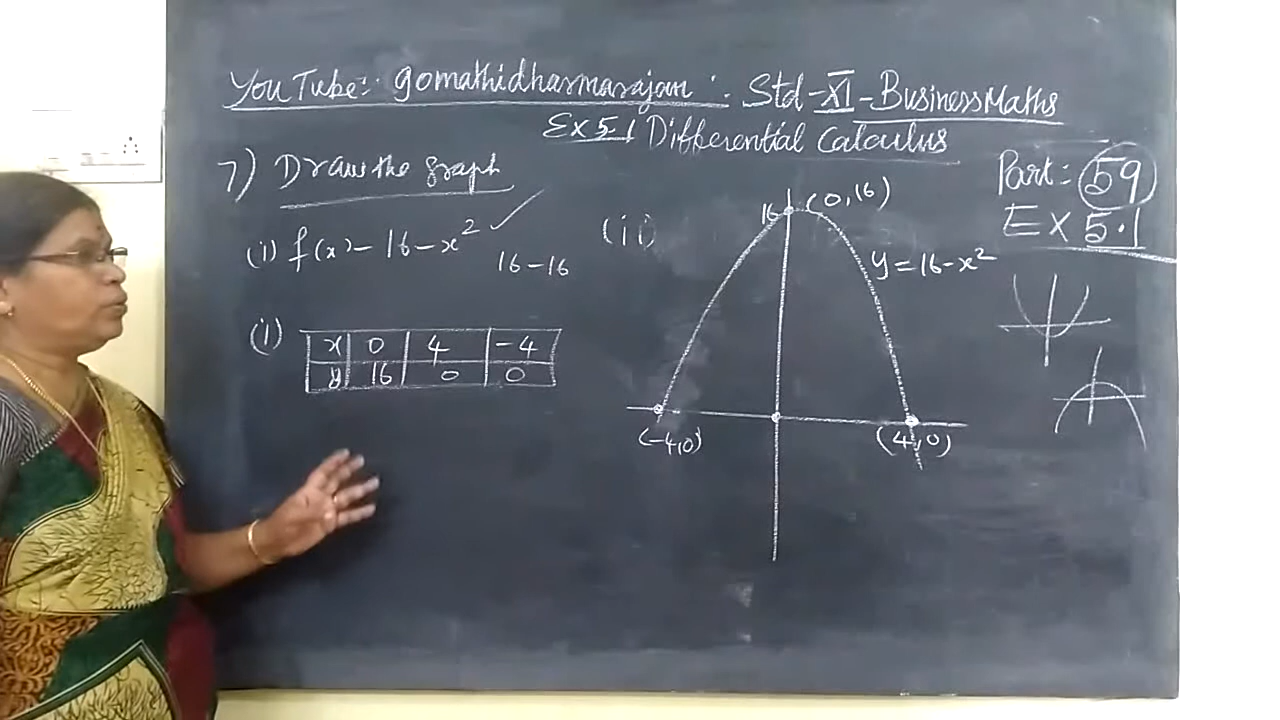 YouTube:- gomathidharmarajan :. Std-XI-BusinessMaths
Ex 5.1 Differential Calculus
Part: 59
Ex 5.1
7) Draw the graph
(i) f(x) - 16 - x²
16 - 16
(i)
x 0 4 -4
y 16 0 0
(ii)
16 (0,16)
y = 16 - x²
(-4,0) (4,0)